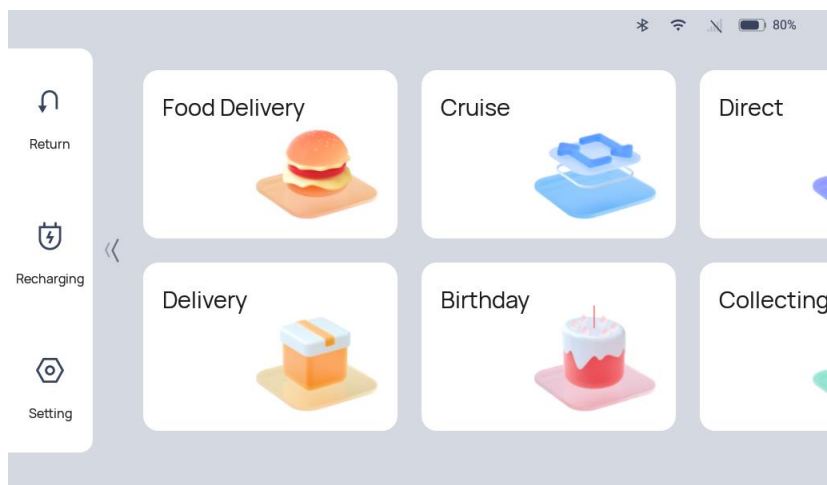 80%
Return
Recharging
Setting
Food Delivery
Cruise
Direct
Delivery
Birthday
Collecting